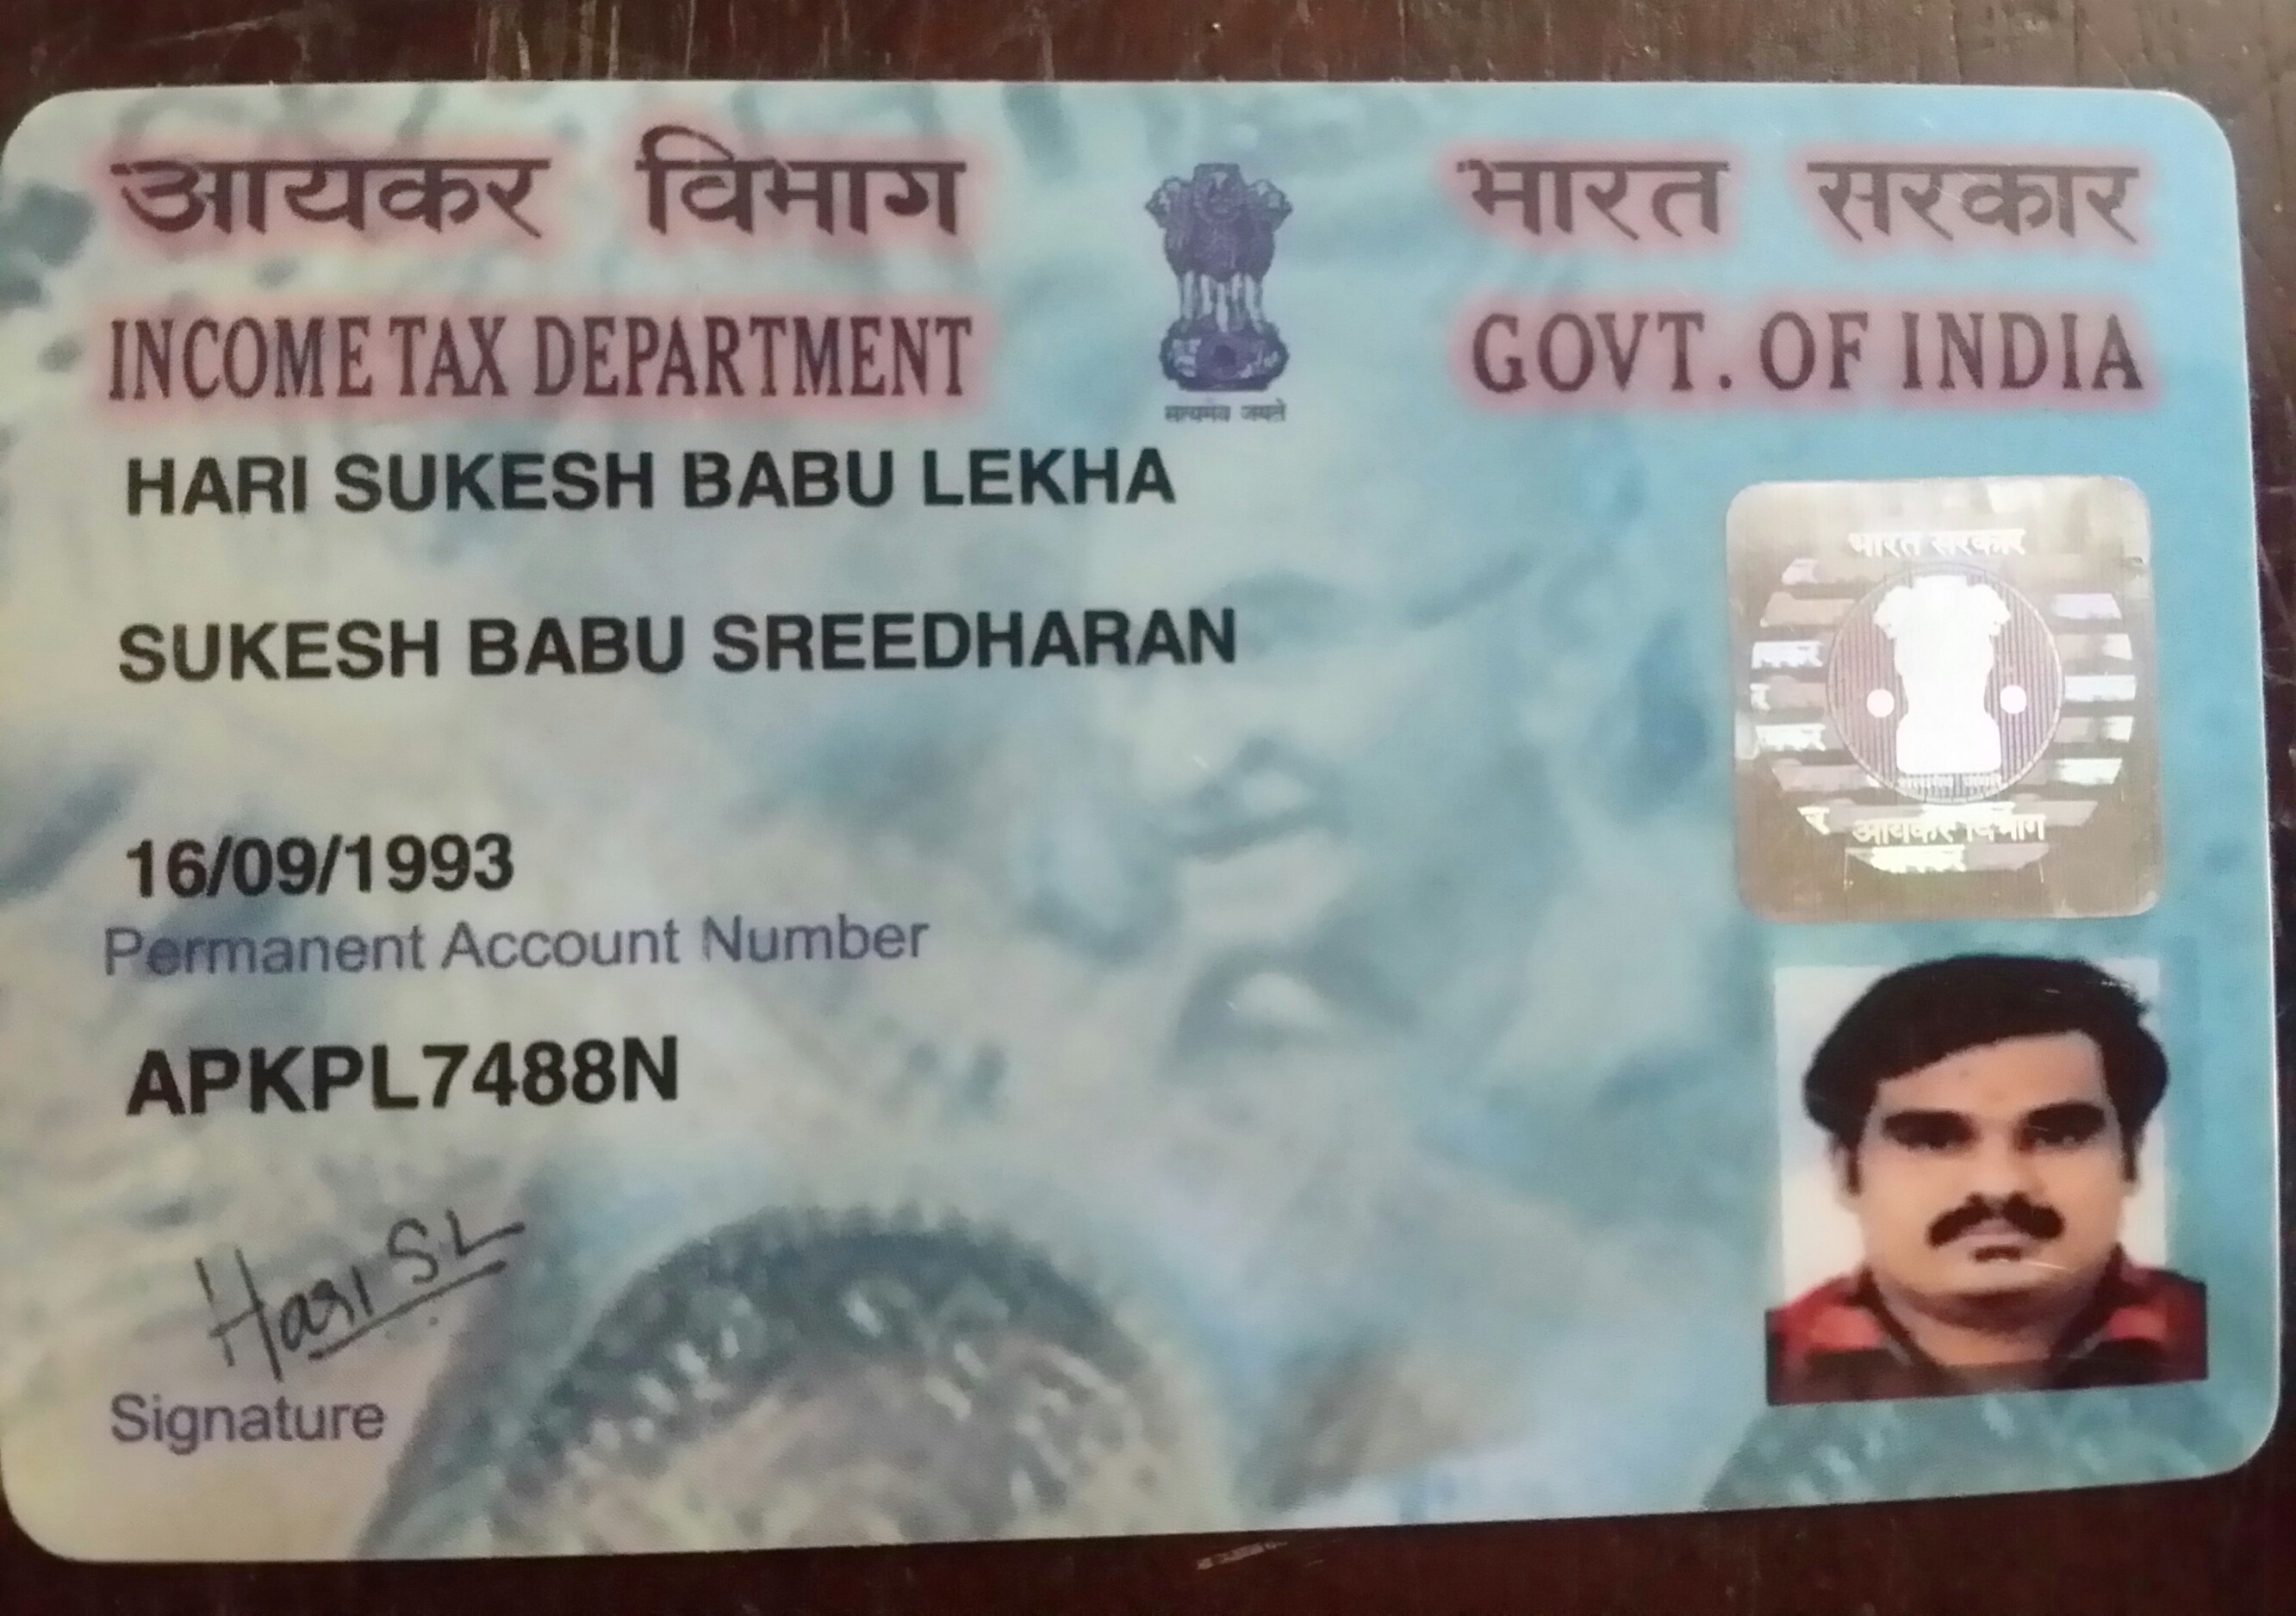 आयकर विभाग
भारत सरकार
INCOME TAX DEPARTMENT
GOVT. OF INDIA
सत्यमेव जयते
HARI SUKESH BABU LEKHA
SUKESH BABU SREEDHARAN
भारत सरकार
आयकर विभाग
16/09/1993
Permanent Account Number
APKPL7488N
Hari SL
Signature